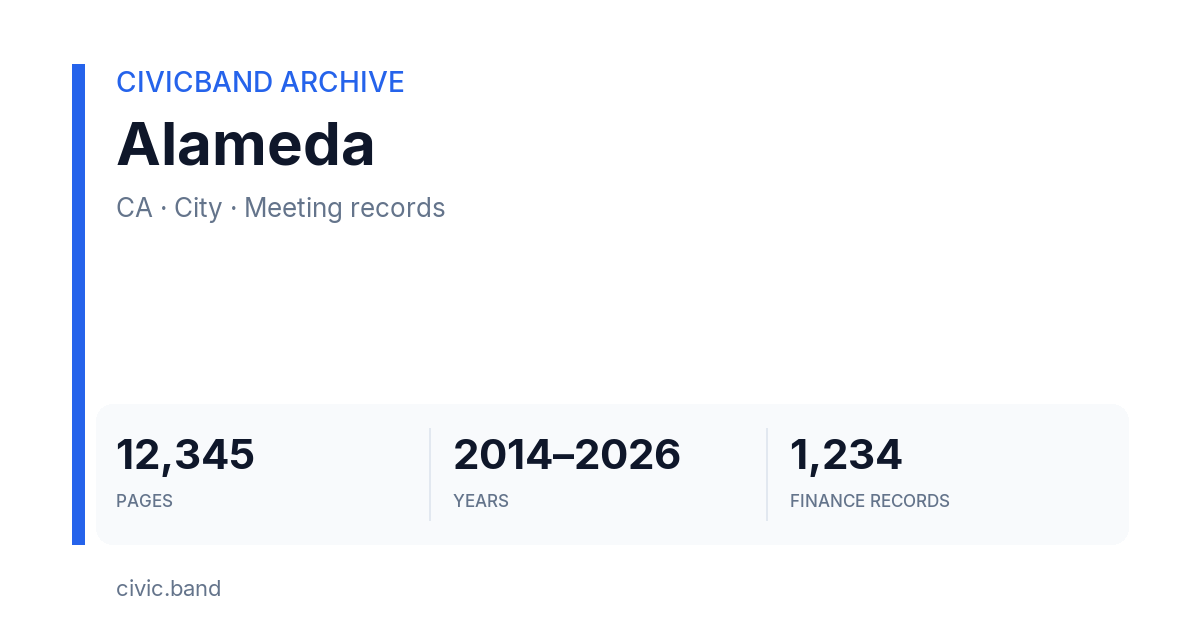 CIVICBAND ARCHIVE
Alameda
CA · City · Meeting records
12,345
PAGES
2014–2026
YEARS
1,234
FINANCE RECORDS
civic.band